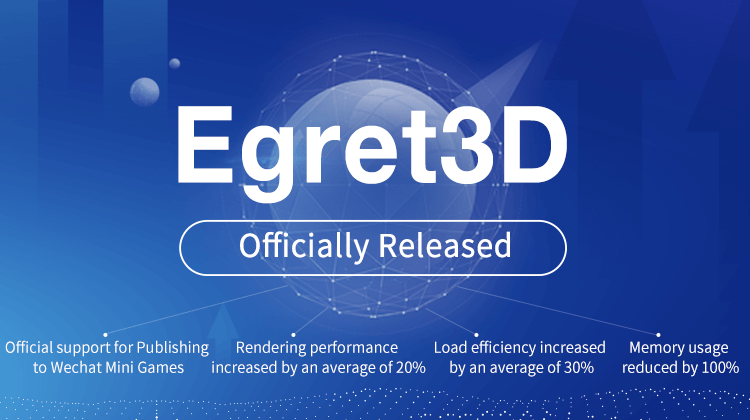 Egret3D
Officially Released
Official support for Publishing
to Wechat Mini Games
Rendering performance
increased by an average of 20%
Load efficiency increased
by an average of 30%
Memory usage
reduced by 100%